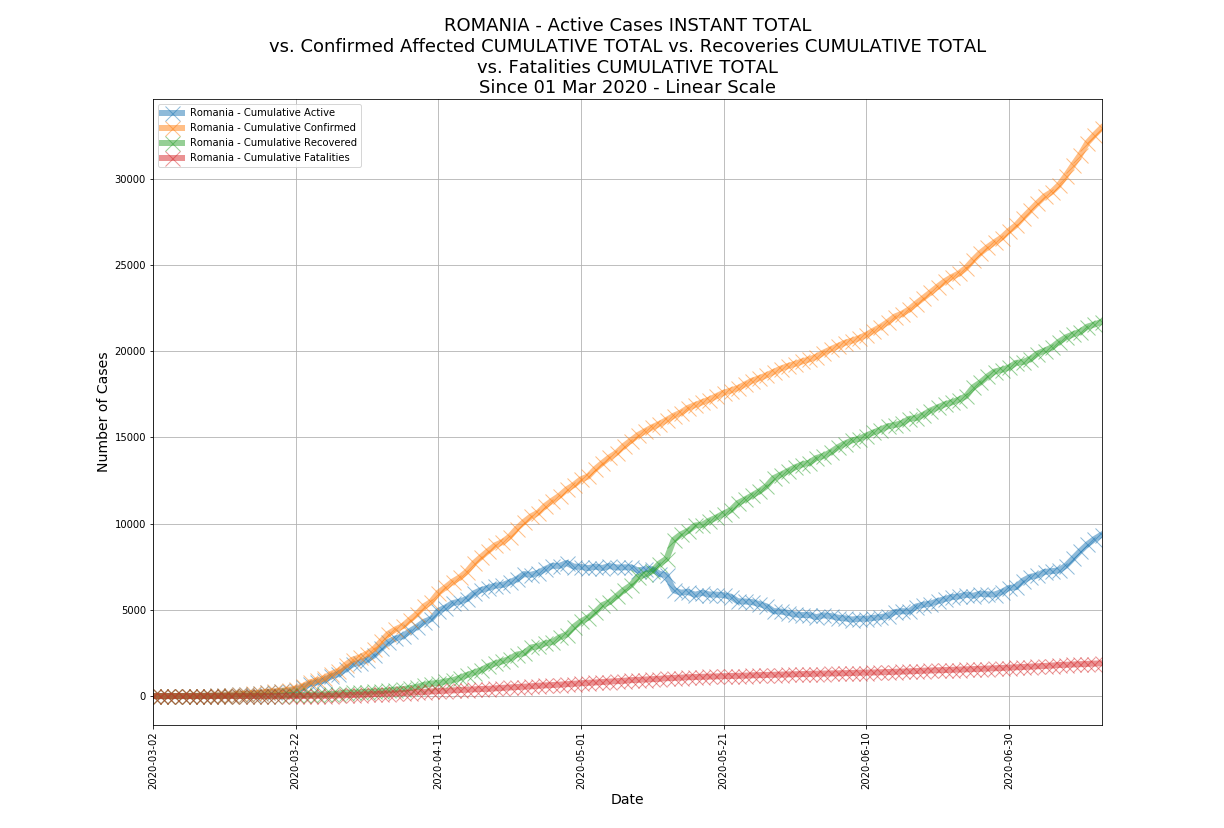 ROMANIA - Active Cases INSTANT TOTAL
vs. Confirmed Affected CUMULATIVE TOTAL vs. Recoveries CUMULATIVE TOTAL
vs. Fatalities CUMULATIVE TOTAL
Since 01 Mar 2020 - Linear Scale
Romania - Cumulative Active
Romania - Cumulative Confirmed
Romania - Cumulative Recovered
Romania - Cumulative Fatalities
Number of Cases
30000
25000
20000
15000
10000
5000
0
2020-03-02
2020-03-22
2020-04-11
2020-05-01
2020-05-21
2020-06-10
2020-06-30
Date